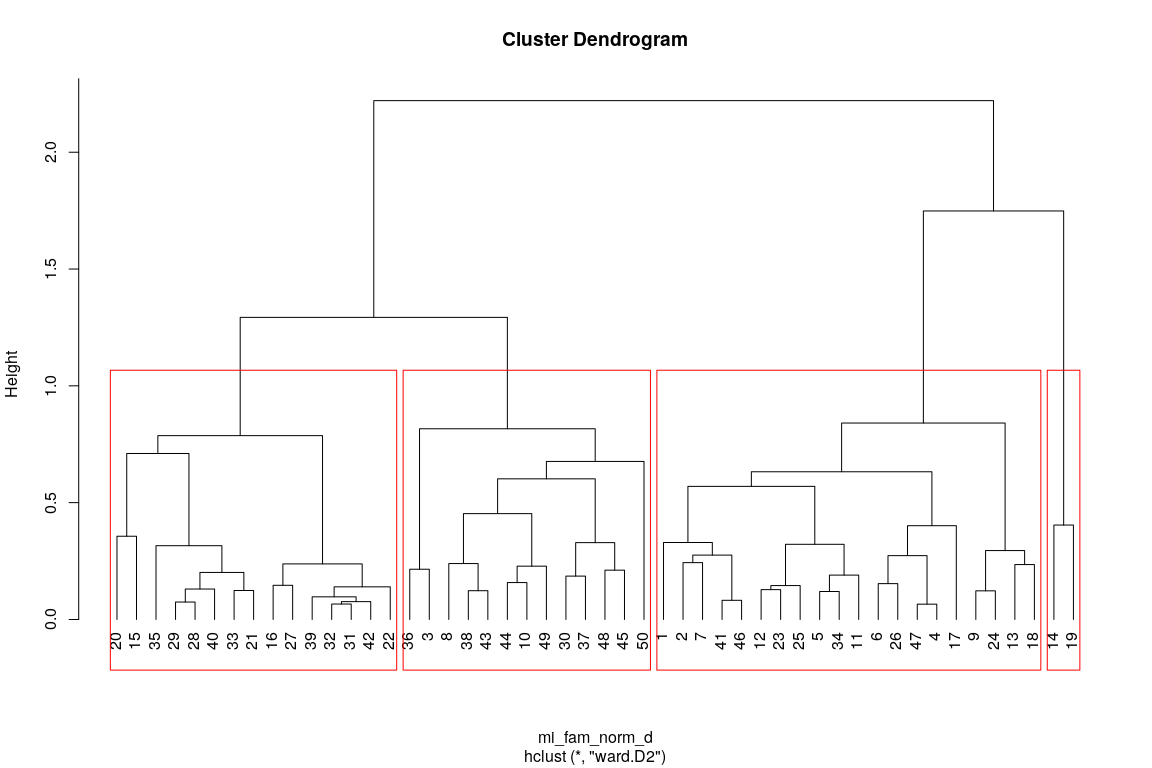 Cluster Dendrogram
Height
2.0
1.5
1.0
0.5
0.0
20 15 35 29 28 40 33 21 16 27 39 32 31 42 22 36 3 8 38 43 44 10 49 30 37 48 45 50 1 2 7 41 46 12 23 25 5 34 11 6 26 47 4 17 9 24 13 18 14 19
ml_fam_norm_d
hclust (*, "ward.D2")